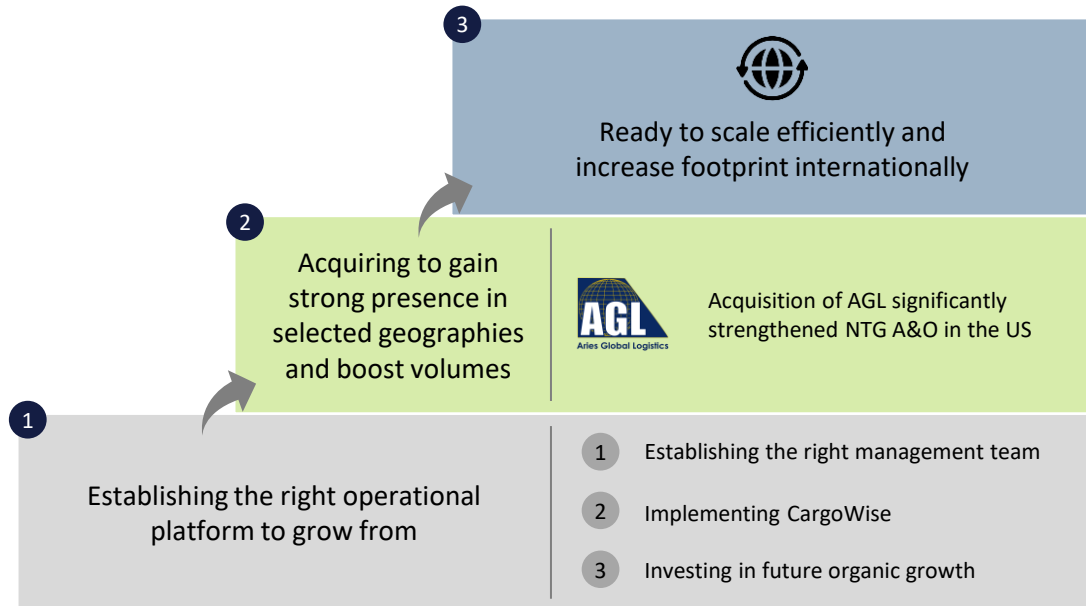 3
Ready to scale efficiently and
increase footprint internationally
2
Acquiring to gain
strong presence in
selected geographies
and boost volumes
AGL
Aries Global Logistics
Acquisition of AGL significantly
strengthened NTG A&O in the US
1
Establishing the right operational
platform to grow from
1 Establishing the right management team
2 Implementing CargoWise
3 Investing in future organic growth